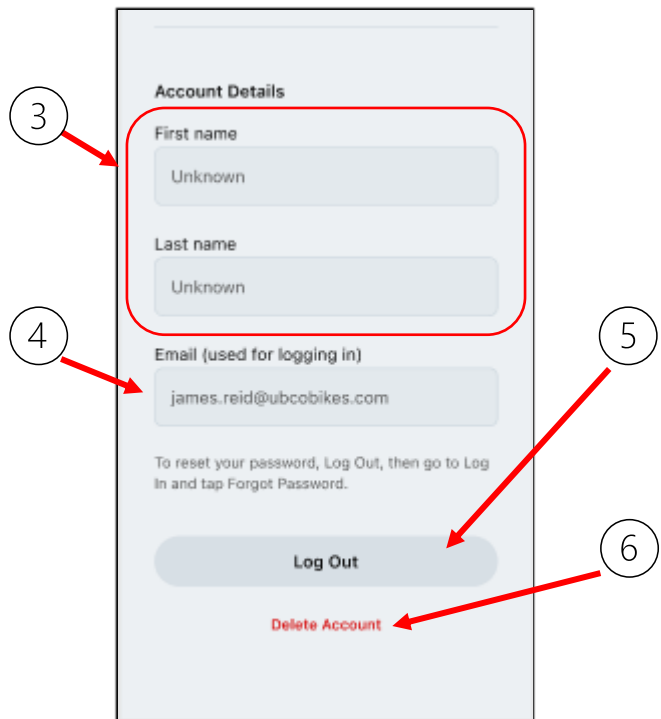 Account Details
3
First name
Unknown
Last name
Unknown
4
5
Email (used for logging in)
james.reid@ubcobikes.com
To reset your password, Log Out, then go to Log
In and tap Forgot Password.
6
Log Out
Delete Account